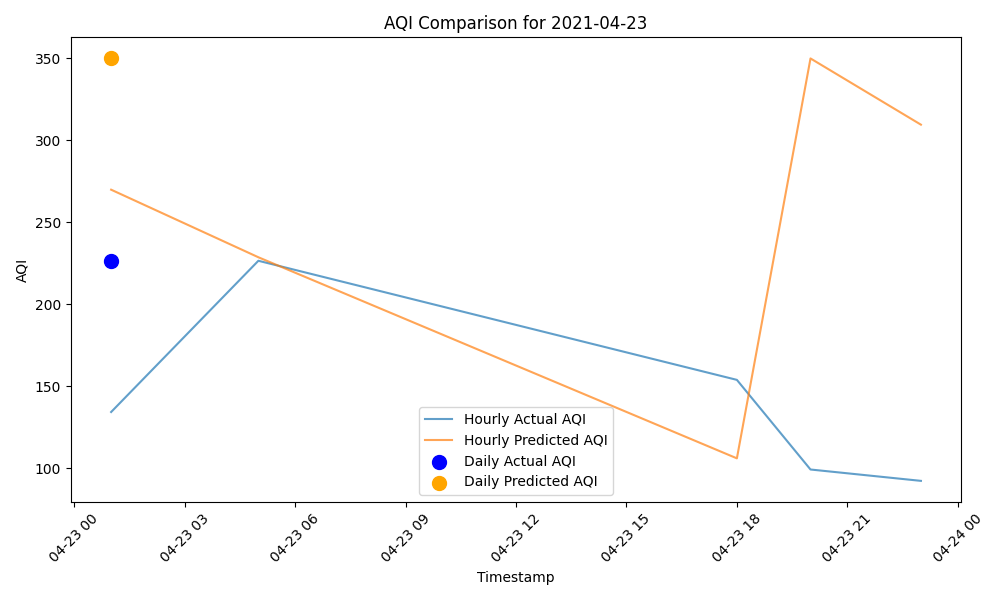 AQI Comparison for 2021-04-23
350
300
250
200
150
100
AQI
Hourly Actual AQI
Hourly Predicted AQI
Daily Actual AQI
Daily Predicted AQI
04-23 00
04-23 03
04-23 06
04-23 09
04-23 12
04-23 15
04-23 18
04-23 21
04-24 00
Timestamp